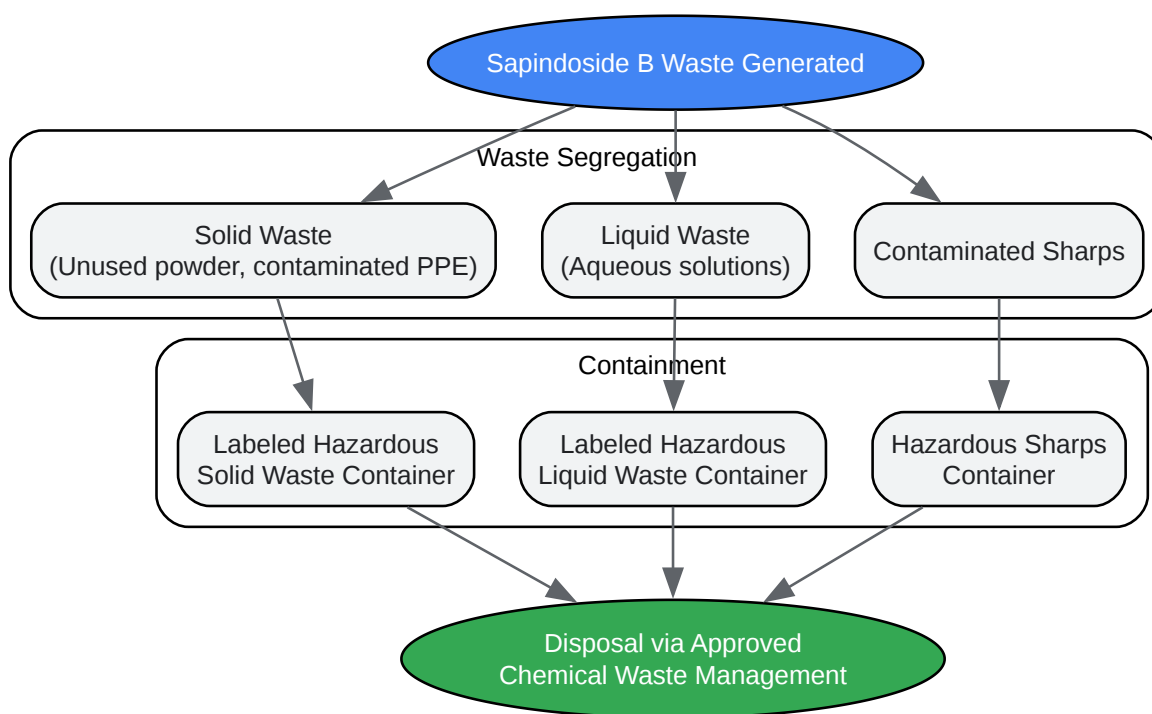 Sapindoside B Waste Generated
Waste Segregation
Solid Waste
(Unused powder, contaminated PPE)
Liquid Waste
(Aqueous solutions)
Contaminated Sharps
Containment
Labeled Hazardous
Solid Waste Container
Labeled Hazardous
Liquid Waste Container
Hazardous Sharps
Container
Disposal via Approved
Chemical Waste Management